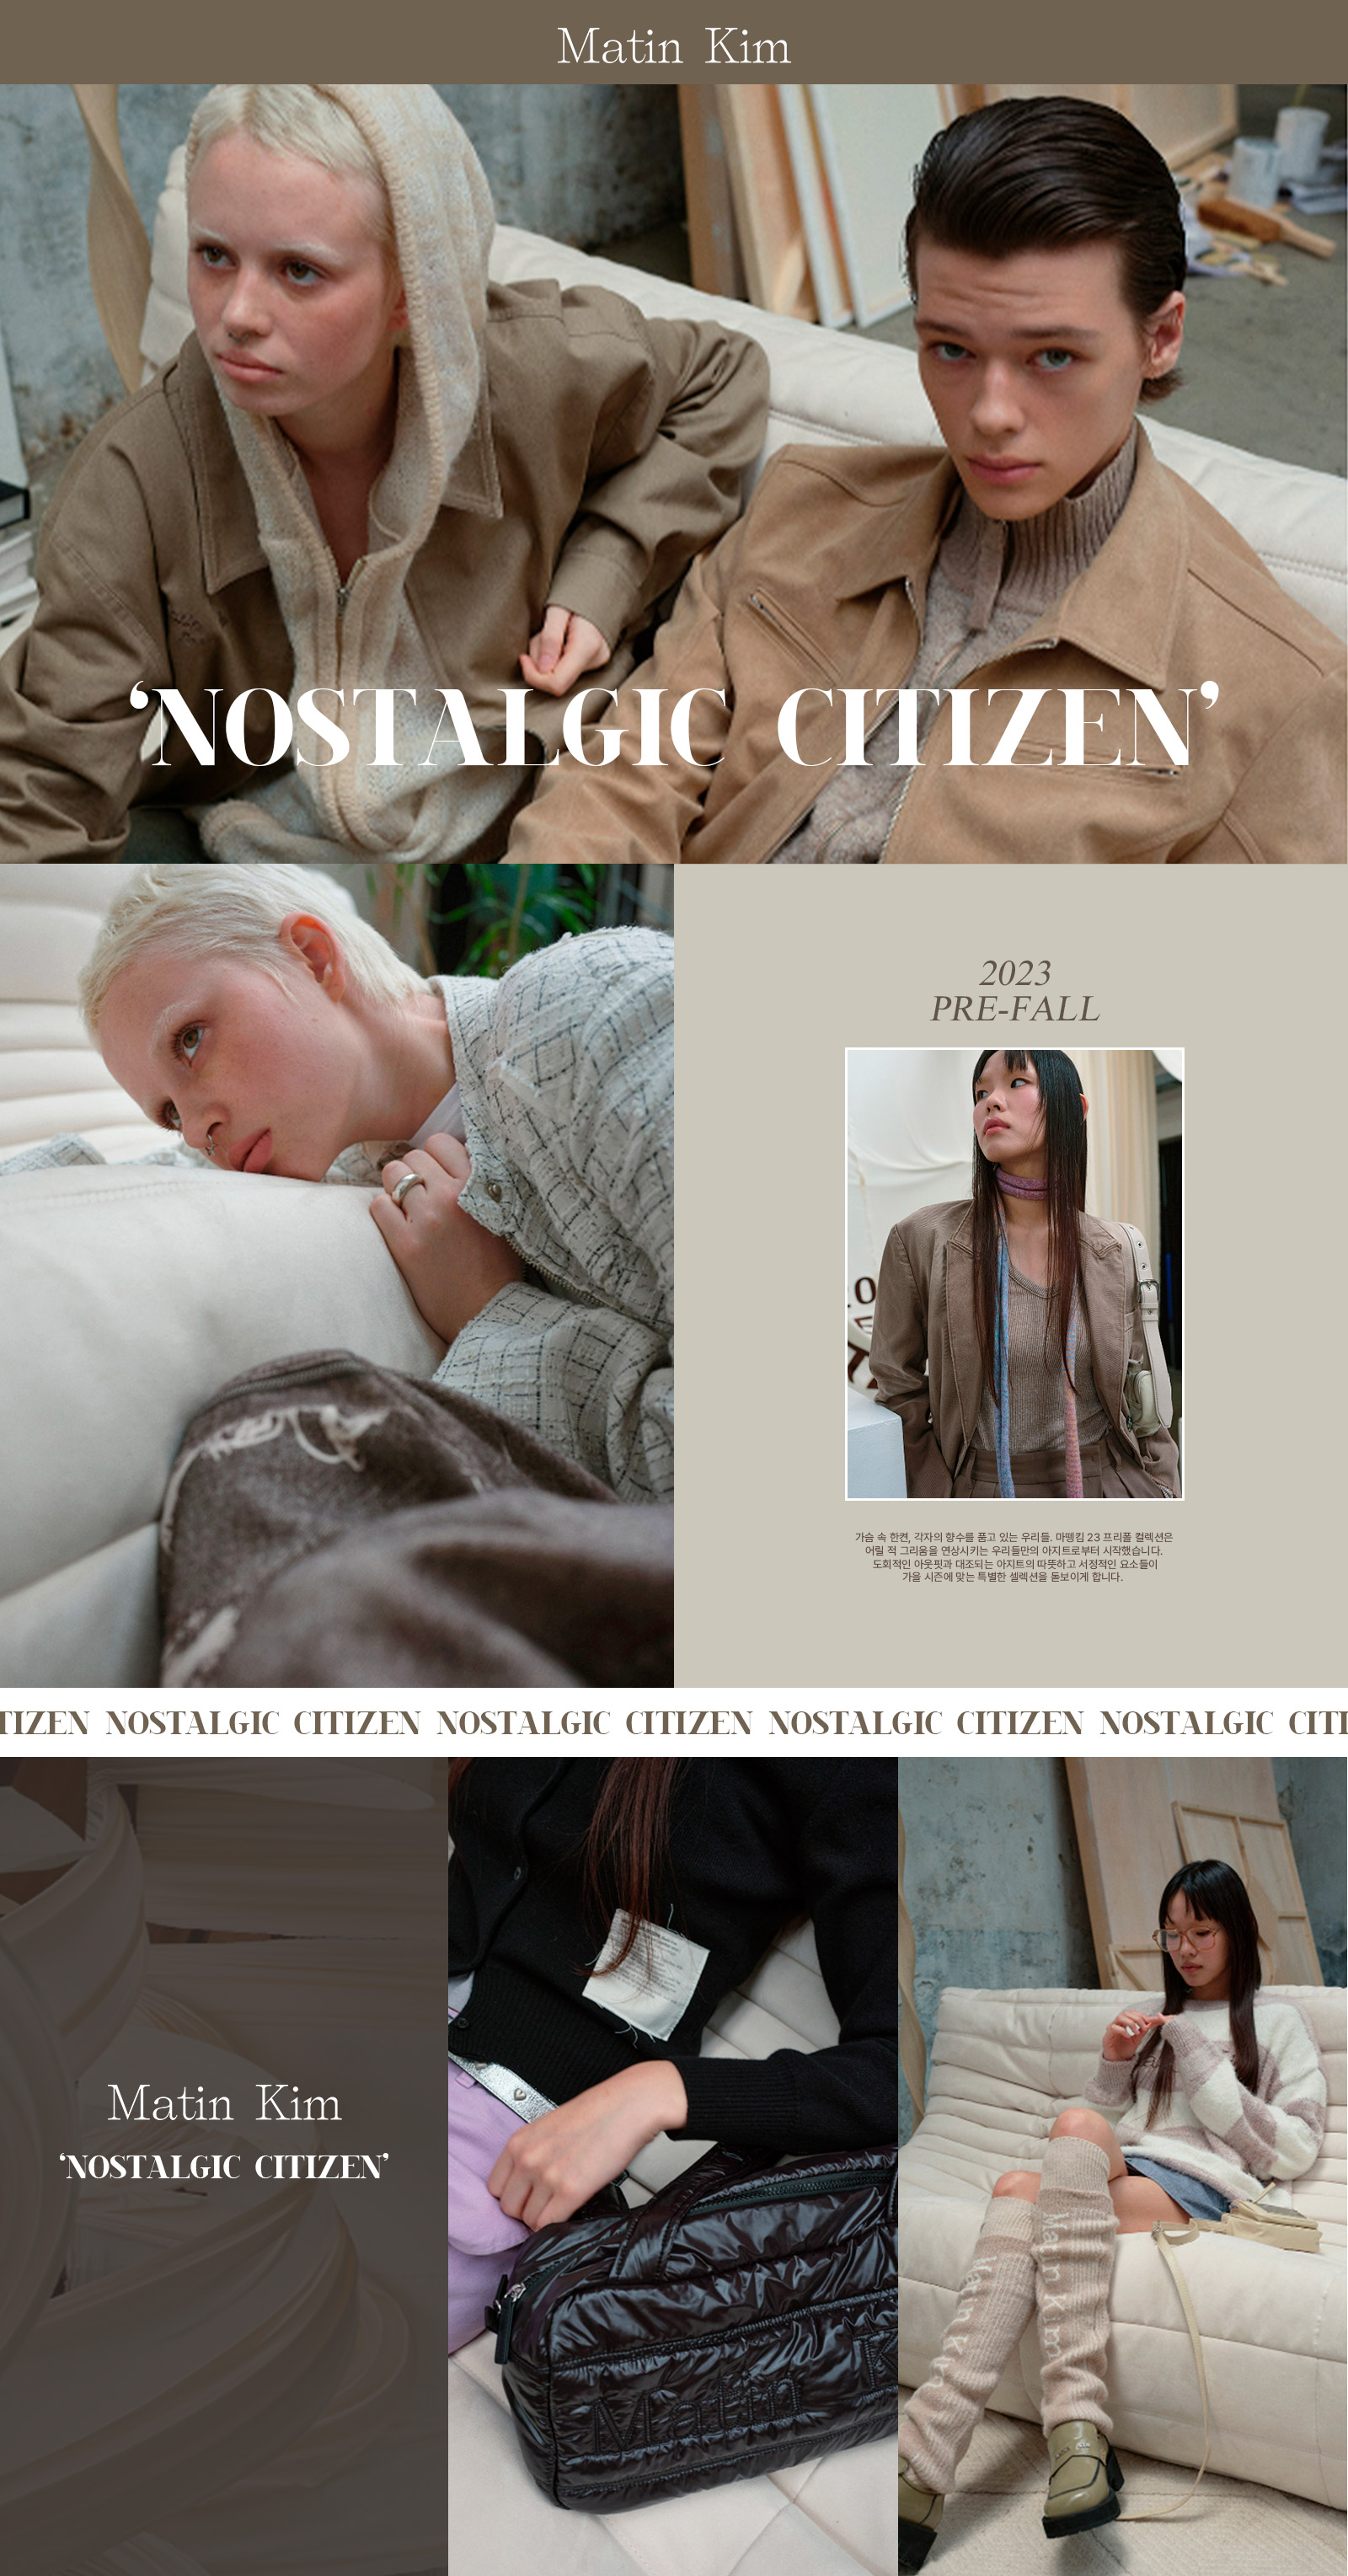 Matin Kim
‘NOSTALGIC CITIZEN’
2023
PRE-FALL
가슴 속 한켠, 각자의 향수를 품고 있는 우리들. 마뗑킴 23 프리폴 컬렉션은
어릴 적 그리움을 연상시키는 우리들만의 아지트로부터 시작했습니다.
도회적인 아웃핏과 대조되는 아지트의 따뜻하고 서정적인 요소들이
가을 시즌에 맞는 특별한 셀렉션을 돋보이게 합니다.
TIZEN NOSTALGIC CITIZEN NOSTALGIC CITIZEN NOSTALGIC CITIZEN NOSTALGIC CITI
Matin Kim
‘NOSTALGIC CITIZEN’
Matin K
Matin Kim
Matin Kim